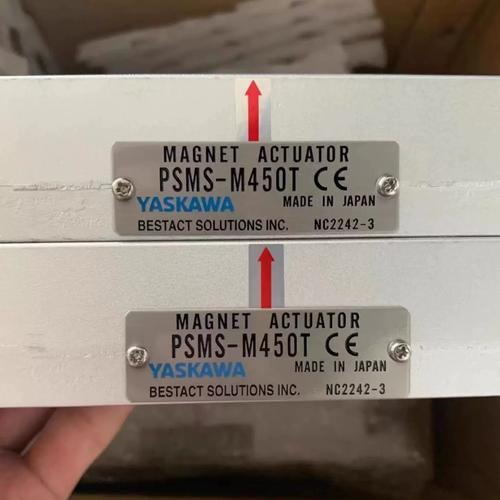 MAGNET ACTUATOR
PSMS-M450T CE
YASKAWA MADE IN JAPAN
BESTACT SOLUTIONS INC. NC2242-3
MAGNET ACTUATOR
PSMS-M450T CE
YASKAWA MADE IN JAPAN
BESTACT SOLUTIONS INC. NC2242-3